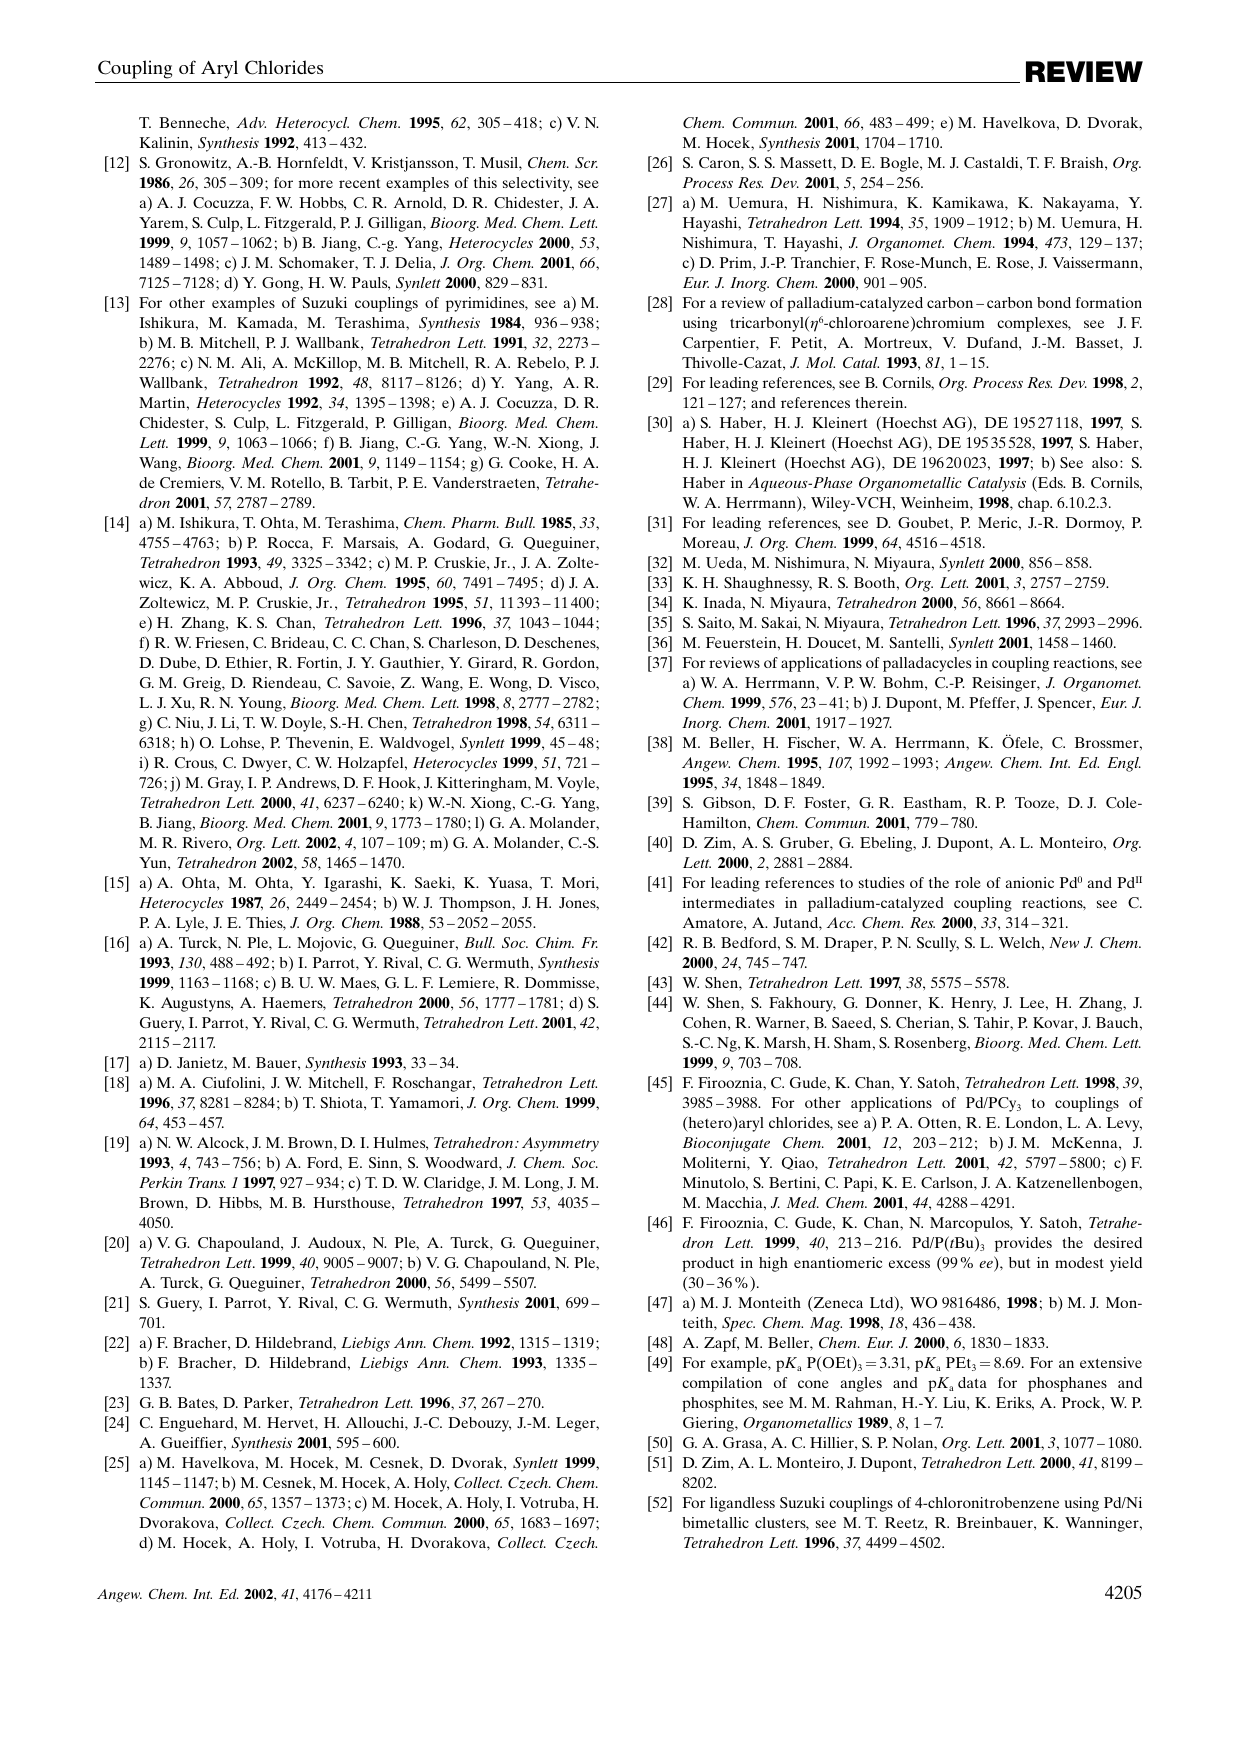 Coupling of Aryl Chlorides
REVIEW
T. Benneche, Adv. Heterocycl. Chem. 1995, 62, 305–418; c) V. N.
Kalinin, Synthesis 1992, 413–432.
[12] S. Gronowitz, A.-B. Hornfeldt, V. Kristjansson, T. Musil, Chem. Scr.
1986, 26, 305–309; for more recent examples of this selectivity, see
a) A. J. Cocuzza, F. W. Hobbs, C. R. Arnold, D. R. Chidester, J. A.
Yarem, S. Culp, L. Fitzgerald, P. J. Gilligan, Bioorg. Med. Chem. Lett.
1999, 9, 1057–1062; b) B. Jiang, C.-g. Yang, Heterocycles 2000, 53,
1489–1498; c) J. M. Schomaker, T. J. Delia, J. Org. Chem. 2001, 66,
7125–7128; d) Y. Gong, H. W. Pauls, Synlett 2000, 829–831.
[13] For other examples of Suzuki couplings of pyrimidines, see a) M.
Ishikura, M. Kamada, M. Terashima, Synthesis 1984, 936–938;
b) M. B. Mitchell, P. J. Wallbank, Tetrahedron Lett. 1991, 32, 2273–
2276; c) N. M. Ali, A. McKillop, M. B. Mitchell, R. A. Rebelo, P. J.
Wallbank, Tetrahedron 1992, 48, 8117–8126; d) Y. Yang, A. R.
Martin, Heterocycles 1992, 34, 1395–1398; e) A. J. Cocuzza, D. R.
Chidester, S. Culp, L. Fitzgerald, P. Gilligan, Bioorg. Med. Chem.
Lett. 1999, 9, 1063–1066; f) B. Jiang, C.-G. Yang, W.-N. Xiong, J.
Wang, Bioorg. Med. Chem. 2001, 9, 1149–1154; g) G. Cooke, H. A.
de Cremiers, V. M. Rotello, B. Tarbit, P. E. Vanderstraeten, Tetrahe-
dron 2001, 57, 2787–2789.
[14] a) M. Ishikura, T. Ohta, M. Terashima, Chem. Pharm. Bull. 1985, 33,
4755–4763; b) P. Rocca, F. Marsais, A. Godard, G. Queguiner,
Tetrahedron 1993, 49, 3325–3342; c) M. P. Cruskie, Jr., J. A. Zolte-
wicz, K. A. Abboud, J. Org. Chem. 1995, 60, 7491–7495; d) J. A.
Zoltewicz, M. P. Cruskie, Jr., Tetrahedron 1995, 51, 11393–11400;
e) H. Zhang, K. S. Chan, Tetrahedron Lett. 1996, 37, 1043–1044;
f) R. W. Friesen, C. Brideau, C. C. Chan, S. Charleson, D. Deschenes,
D. Dube, D. Ethier, R. Fortin, J. Y. Gauthier, Y. Girard, R. Gordon,
G. M. Greig, D. Riendeau, C. Savoie, Z. Wang, E. Wong, D. Visco,
L. J. Xu, R. N. Young, Bioorg. Med. Chem. Lett. 1998, 8, 2777–2782;
g) C. Niu, J. Li, T. W. Doyle, S.-H. Chen, Tetrahedron 1998, 54, 6311–
6318; h) O. Lohse, P. Thevenin, E. Waldvogel, Synlett 1999, 45–48;
i) R. Crous, C. Dwyer, C. W. Holzapfel, Heterocycles 1999, 51, 721–
726; j) M. Gray, I. P. Andrews, D. F. Hook, J. Kitteringham, M. Voyle,
Tetrahedron Lett. 2000, 41, 6237–6240; k) W.-N. Xiong, C.-G. Yang,
B. Jiang, Bioorg. Med. Chem. 2001, 9, 1773–1780; l) G. A. Molander,
M. R. Rivero, Org. Lett. 2002, 4, 107–109; m) G. A. Molander, C.-S.
Yun, Tetrahedron 2002, 58, 1465–1470.
[15] a) A. Ohta, M. Ohta, Y. Igarashi, K. Saeki, K. Yuasa, T. Mori,
Heterocycles 1987, 26, 2449–2454; b) W. J. Thompson, J. H. Jones,
P. A. Lyle, J. E. Thies, J. Org. Chem. 1988, 53–2052–2055.
[16] a) A. Turck, N. Ple, L. Mojovic, G. Queguiner, Bull. Soc. Chim. Fr.
1993, 130, 488–492; b) I. Parrot, Y. Rival, C. G. Wermuth, Synthesis
1999, 1163–1168; c) B. U. W. Maes, G. L. F. Lemiere, R. Dommisse,
K. Augustyns, A. Haemers, Tetrahedron 2000, 56, 1777–1781; d) S.
Guery, I. Parrot, Y. Rival, C. G. Wermuth, Tetrahedron Lett. 2001, 42,
2115–2117.
[17] a) D. Janietz, M. Bauer, Synthesis 1993, 33–34.
[18] a) M. A. Ciufolini, J. W. Mitchell, F. Roschangar, Tetrahedron Lett.
1996, 37, 8281–8284; b) T. Shiota, T. Yamamori, J. Org. Chem. 1999,
64, 453–457.
[19] a) N. W. Alcock, J. M. Brown, D. I. Hulmes, Tetrahedron: Asymmetry
1993, 4, 743–756; b) A. Ford, E. Sinn, S. Woodward, J. Chem. Soc.
Perkin Trans. 1 1997, 927–934; c) T. D. W. Claridge, J. M. Long, J. M.
Brown, D. Hibbs, M. B. Hursthouse, Tetrahedron 1997, 53, 4035–
4050.
[20] a) V. G. Chapouland, J. Audoux, N. Ple, A. Turck, G. Queguiner,
Tetrahedron Lett. 1999, 40, 9005–9007; b) V. G. Chapouland, N. Ple,
A. Turck, G. Queguiner, Tetrahedron 2000, 56, 5499–5507.
[21] S. Guery, I. Parrot, Y. Rival, C. G. Wermuth, Synthesis 2001, 699–
701.
[22] a) F. Bracher, D. Hildebrand, Liebigs Ann. Chem. 1992, 1315–1319;
b) F. Bracher, D. Hildebrand, Liebigs Ann. Chem. 1993, 1335–
1337.
[23] G. B. Bates, D. Parker, Tetrahedron Lett. 1996, 37, 267–270.
[24] C. Enguehard, M. Hervet, H. Allouchi, J.-C. Debouzy, J.-M. Leger,
A. Gueiffier, Synthesis 2001, 595–600.
[25] a) M. Havelkova, M. Hocek, M. Cesnek, D. Dvorak, Synlett 1999,
1145–1147; b) M. Cesnek, M. Hocek, A. Holy, Collect. Czech. Chem.
Commun. 2000, 65, 1357–1373; c) M. Hocek, A. Holy, I. Votruba, H.
Dvorakova, Collect. Czech. Chem. Commun. 2000, 65, 1683–1697;
d) M. Hocek, A. Holy, I. Votruba, H. Dvorakova, Collect. Czech.
Chem. Commun. 2001, 66, 483–499; e) M. Havelkova, D. Dvorak,
M. Hocek, Synthesis 2001, 1704–1710.
[26] S. Caron, S. S. Massett, D. E. Bogle, M. J. Castaldi, T. F. Braish, Org.
Process Res. Dev. 2001, 5, 254–256.
[27] a) M. Uemura, H. Nishimura, K. Kamikawa, K. Nakayama, Y.
Hayashi, Tetrahedron Lett. 1994, 35, 1909–1912; b) M. Uemura, H.
Nishimura, T. Hayashi, J. Organomet. Chem. 1994, 473, 129–137;
c) D. Prim, J.-P. Tranchier, F. Rose-Munch, E. Rose, J. Vaissermann,
Eur. J. Inorg. Chem. 2000, 901–905.
[28] For a review of palladium-catalyzed carbon–carbon bond formation
using tricarbonyl(η⁶-chloroarene)chromium complexes, see J. F.
Carpentier, F. Petit, A. Mortreux, V. Dufand, J.-M. Basset, J.
Thivolle-Cazat, J. Mol. Catal. 1993, 81, 1–15.
[29] For leading references, see B. Cornils, Org. Process Res. Dev. 1998, 2,
121–127; and references therein.
[30] a) S. Haber, H. J. Kleinert (Hoechst AG), DE 19527118, 1997, S.
Haber, H. J. Kleinert (Hoechst AG), DE 19535528, 1997, S. Haber,
H. J. Kleinert (Hoechst AG), DE 19620023, 1997; b) See also: S.
Haber in Aqueous-Phase Organometallic Catalysis (Eds. B. Cornils,
W. A. Herrmann), Wiley-VCH, Weinheim, 1998, chap. 6.10.2.3.
[31] For leading references, see D. Goubet, P. Meric, J.-R. Dormoy, P.
Moreau, J. Org. Chem. 1999, 64, 4516–4518.
[32] M. Ueda, M. Nishimura, N. Miyaura, Synlett 2000, 856–858.
[33] K. H. Shaughnessy, R. S. Booth, Org. Lett. 2001, 3, 2757–2759.
[34] K. Inada, N. Miyaura, Tetrahedron 2000, 56, 8661–8664.
[35] S. Saito, M. Sakai, N. Miyaura, Tetrahedron Lett. 1996, 37, 2993–2996.
[36] M. Feuerstein, H. Doucet, M. Santelli, Synlett 2001, 1458–1460.
[37] For reviews of applications of palladacycles in coupling reactions, see
a) W. A. Herrmann, V. P. W. Bohm, C.-P. Reisinger, J. Organomet.
Chem. 1999, 576, 23–41; b) J. Dupont, M. Pfeffer, J. Spencer, Eur. J.
Inorg. Chem. 2001, 1917–1927.
[38] M. Beller, H. Fischer, W. A. Herrmann, K. Öfele, C. Brossmer,
Angew. Chem. 1995, 107, 1992–1993; Angew. Chem. Int. Ed. Engl.
1995, 34, 1848–1849.
[39] S. Gibson, D. F. Foster, G. R. Eastham, R. P. Tooze, D. J. Cole-
Hamilton, Chem. Commun. 2001, 779–780.
[40] D. Zim, A. S. Gruber, G. Ebeling, J. Dupont, A. L. Monteiro, Org.
Lett. 2000, 2, 2881–2884.
[41] For leading references to studies of the role of anionic Pd⁰ and Pdᴵᴵ
intermediates in palladium-catalyzed coupling reactions, see C.
Amatore, A. Jutand, Acc. Chem. Res. 2000, 33, 314–321.
[42] R. B. Bedford, S. M. Draper, P. N. Scully, S. L. Welch, New J. Chem.
2000, 24, 745–747.
[43] W. Shen, Tetrahedron Lett. 1997, 38, 5575–5578.
[44] W. Shen, S. Fakhoury, G. Donner, K. Henry, J. Lee, H. Zhang, J.
Cohen, R. Warner, B. Saeed, S. Cherian, S. Tahir, P. Kovar, J. Bauch,
S.-C. Ng, K. Marsh, H. Sham, S. Rosenberg, Bioorg. Med. Chem. Lett.
1999, 9, 703–708.
[45] F. Firooznia, C. Gude, K. Chan, Y. Satoh, Tetrahedron Lett. 1998, 39,
3985–3988. For other applications of Pd/PCy₃ to couplings of
(hetero)aryl chlorides, see a) P. A. Otten, R. E. London, L. A. Levy,
Bioconjugate Chem. 2001, 12, 203–212; b) J. M. McKenna, J.
Moliterni, Y. Qiao, Tetrahedron Lett. 2001, 42, 5797–5800; c) F.
Minutolo, S. Bertini, C. Papi, K. E. Carlson, J. A. Katzenellenbogen,
M. Macchia, J. Med. Chem. 2001, 44, 4288–4291.
[46] F. Firooznia, C. Gude, K. Chan, N. Marcopulos, Y. Satoh, Tetrahe-
dron Lett. 1999, 40, 213–216. Pd/P(tBu)₃ provides the desired
product in high enantiomeric excess (99% ee), but in modest yield
(30–36%).
[47] a) M. J. Monteith (Zeneca Ltd), WO 9816486, 1998; b) M. J. Mon-
teith, Spec. Chem. Mag. 1998, 18, 436–438.
[48] A. Zapf, M. Beller, Chem. Eur. J. 2000, 6, 1830–1833.
[49] For example, pKₐ P(OEt)₃ = 3.31, pKₐ PEt₃ = 8.69. For an extensive
compilation of cone angles and pKₐ data for phosphanes and
phosphites, see M. M. Rahman, H.-Y. Liu, K. Eriks, A. Prock, W. P.
Giering, Organometallics 1989, 8, 1–7.
[50] G. A. Grasa, A. C. Hillier, S. P. Nolan, Org. Lett. 2001, 3, 1077–1080.
[51] D. Zim, A. L. Monteiro, J. Dupont, Tetrahedron Lett. 2000, 41, 8199–
8202.
[52] For ligandless Suzuki couplings of 4-chloronitrobenzene using Pd/Ni
bimetallic clusters, see M. T. Reetz, R. Breinbauer, K. Wanninger,
Tetrahedron Lett. 1996, 37, 4499–4502.
Angew. Chem. Int. Ed. 2002, 41, 4176–4211
4205